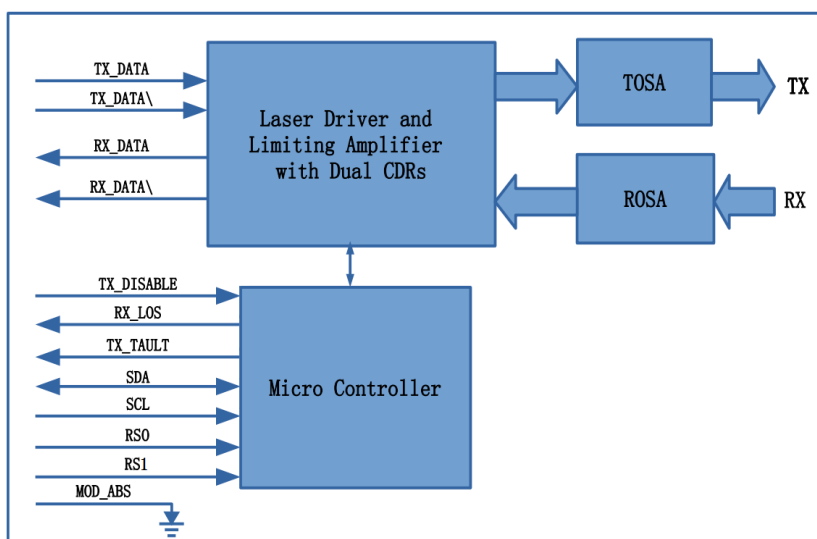 TX_DATA
TX_DATA\
RX_DATA
RX_DATA\
Laser Driver and
Limiting Amplifier
with Dual CDRs
TOSA
TX
ROSA
RX
TX_DISABLE
RX_LOS
TX_TAULT
SDA
SCL
RS0
RS1
MOD_ABS
Micro Controller